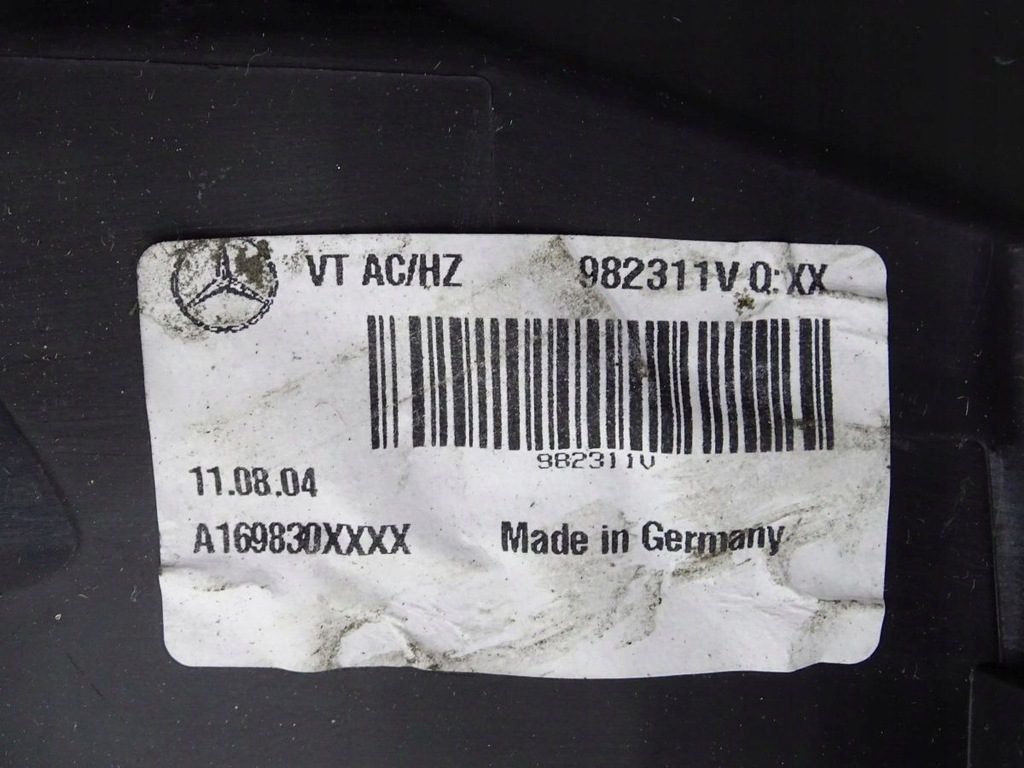 VT AC/HZ 982311V Q: XX
982311V
11.08.04
A169830XXXX Made in Germany